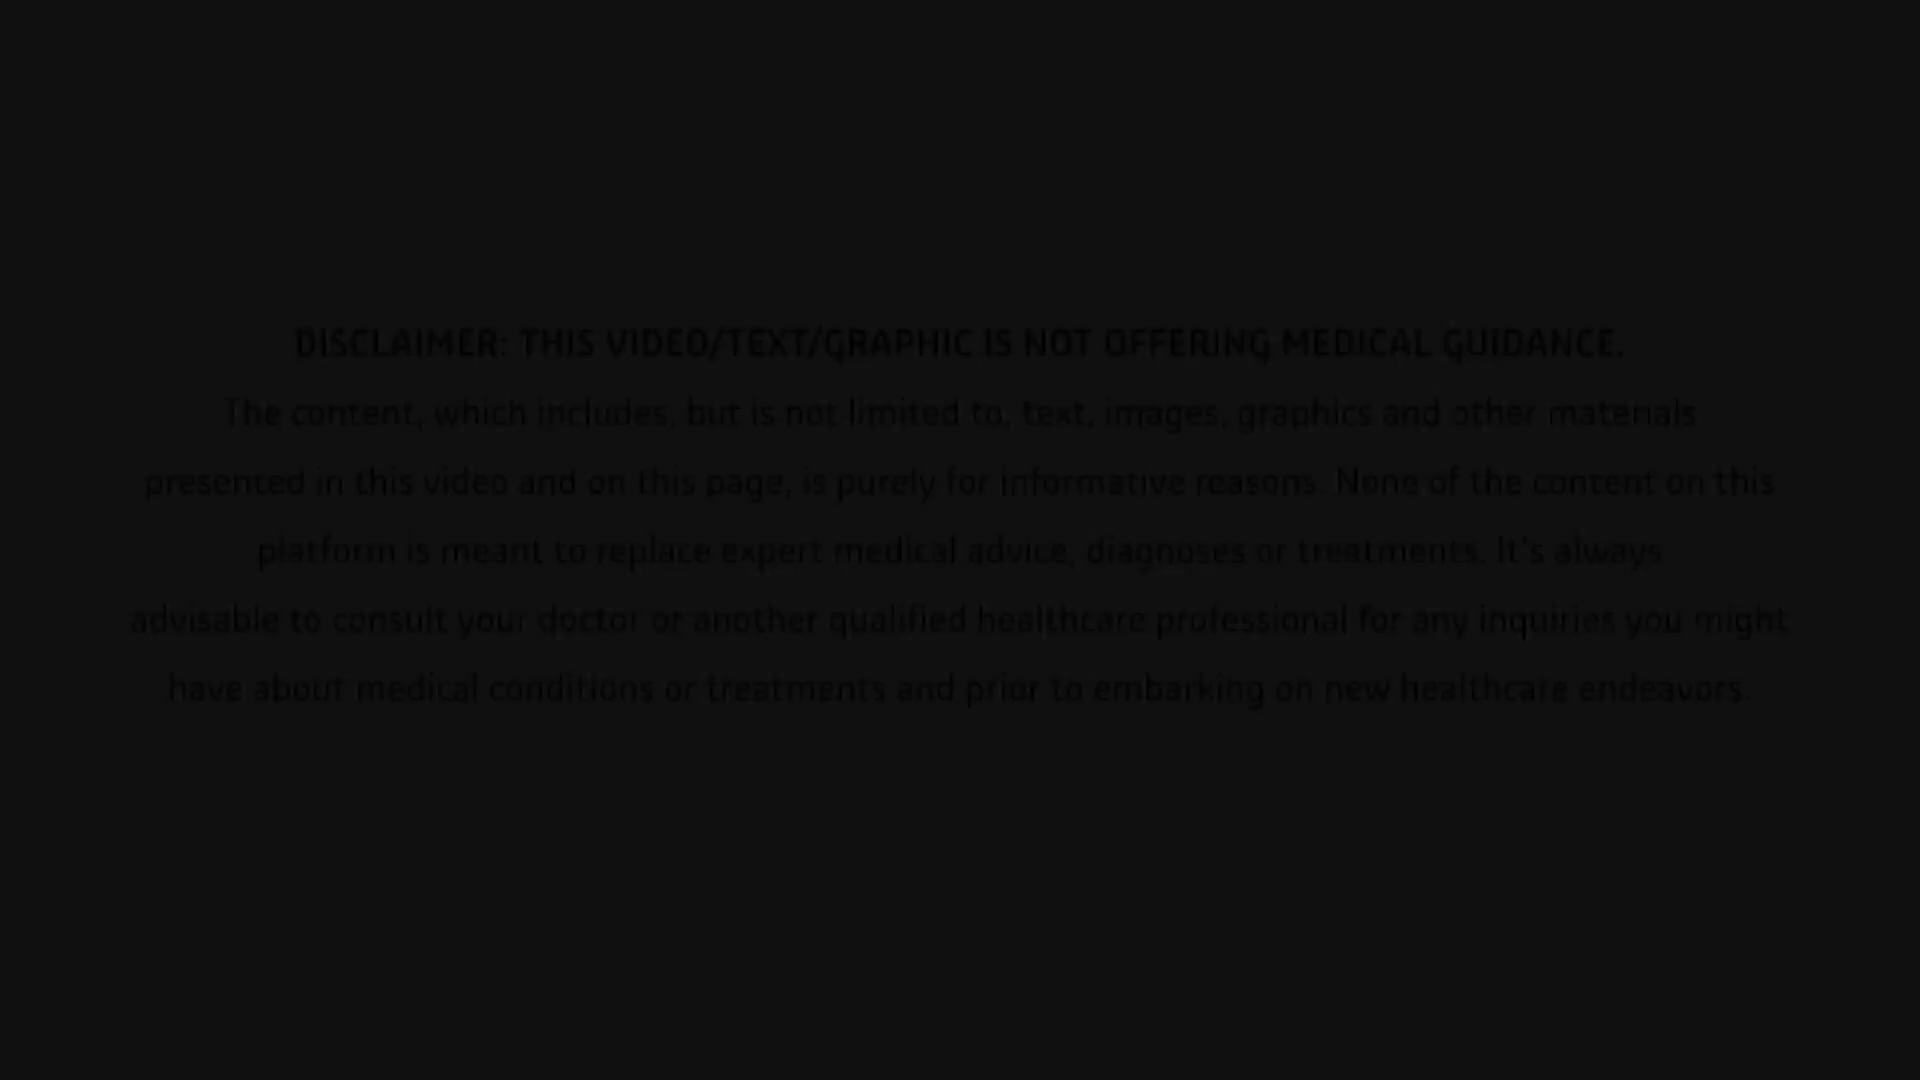 DISCLAIMER: THIS VIDEO/TEXT/GRAPHIC IS NOT OFFERING MEDICAL GUIDANCE.
The content, which includes, but is not limited to, text, images, graphics and other materials
presented in this video and on this page, is purely for informative reasons. None of the content on this
platform is meant to replace expert medical advice, diagnoses or treatments. It's always
advisable to consult your doctor or another qualified healthcare professional for any inquiries you might
have about medical conditions or treatments and prior to embarking on new healthcare endeavors.